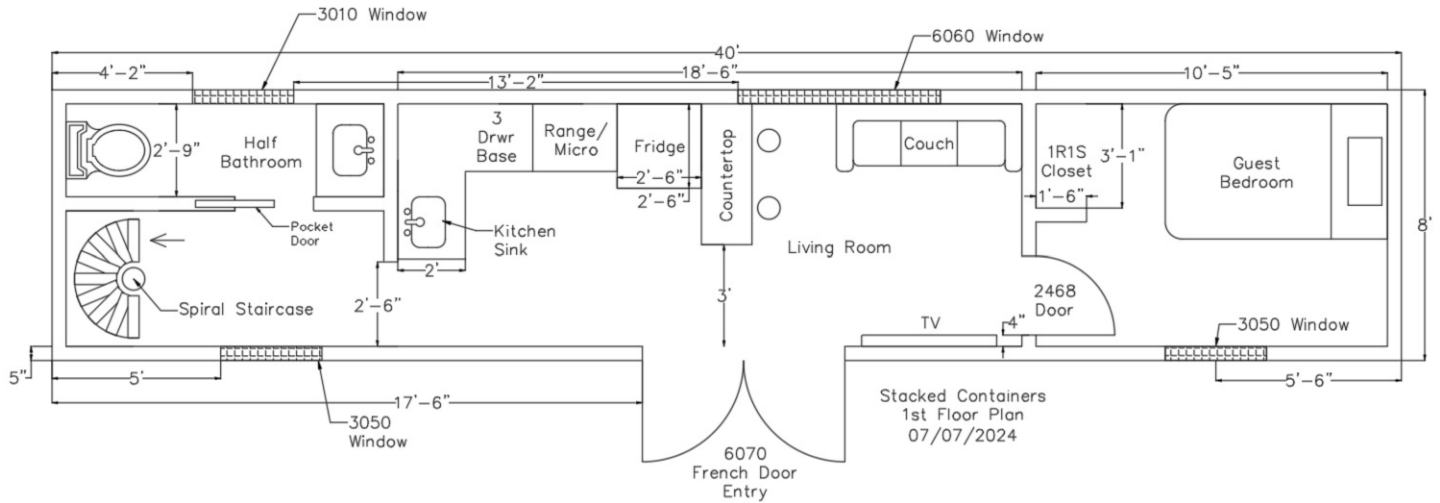 3010 Window
6060 Window
40'
4'-2"
18'-6"
13'-2"
10'-5"
3
Drwr
Base
Range/
Micro
Fridge
Half
Bathroom
2'-9"
Countertop
Couch
1R1S
Closet
3'-1"
Guest
Bedroom
2'-6"
2'-6"
1'-6"
Pocket
Door
Kitchen
Sink
Living Room
8'
2'
2'-6"
3'
Spiral Staircase
2468
Door
TV
4"
3050 Window
5"
5'
5'-6"
17'-6"
3050
Window
Stacked Containers
1st Floor Plan
07/07/2024
6070
French Door
Entry